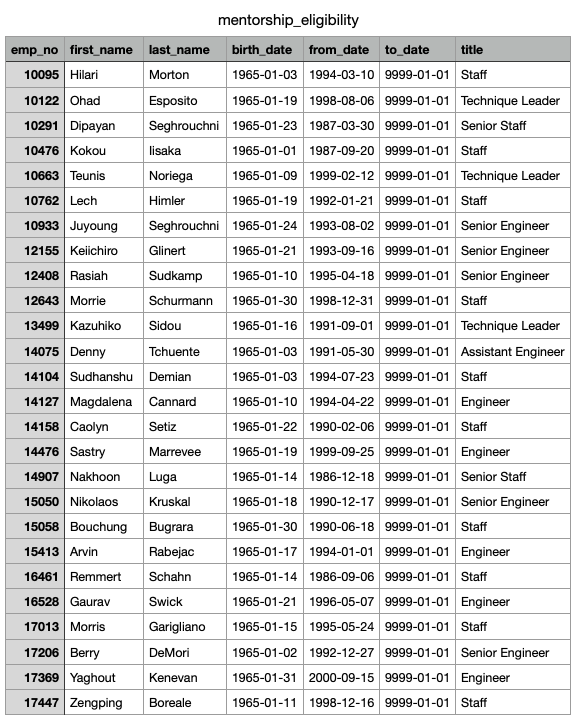 mentorship_eligibility
emp_no first_name last_name birth_date from_date to_date title
10095 Hilari Morton 1965-01-03 1994-03-10 9999-01-01 Staff
10122 Ohad Esposito 1965-01-19 1998-08-06 9999-01-01 Technique Leader
10291 Dipayan Seghrouchni 1965-01-23 1987-03-30 9999-01-01 Senior Staff
10476 Kokou Iisaka 1965-01-01 1987-09-20 9999-01-01 Staff
10663 Teunis Noriega 1965-01-09 1999-02-12 9999-01-01 Technique Leader
10762 Lech Himler 1965-01-19 1992-01-21 9999-01-01 Staff
10933 Juyoung Seghrouchni 1965-01-24 1993-08-02 9999-01-01 Senior Engineer
12155 Keiichiro Glinert 1965-01-21 1993-09-16 9999-01-01 Senior Engineer
12408 Rasiah Sudkamp 1965-01-10 1995-04-18 9999-01-01 Senior Engineer
12643 Morrie Schurmann 1965-01-30 1998-12-31 9999-01-01 Staff
13499 Kazuhiko Sidou 1965-01-16 1991-09-01 9999-01-01 Technique Leader
14075 Denny Tchuente 1965-01-03 1991-05-30 9999-01-01 Assistant Engineer
14104 Sudhanshu Demian 1965-01-03 1994-07-23 9999-01-01 Staff
14127 Magdalena Cannard 1965-01-10 1994-04-22 9999-01-01 Engineer
14158 Caolyn Setiz 1965-01-22 1990-02-06 9999-01-01 Staff
14476 Sastry Marrevee 1965-01-19 1999-09-25 9999-01-01 Engineer
14907 Nakhoon Luga 1965-01-14 1986-12-18 9999-01-01 Senior Staff
15050 Nikolaos Kruskal 1965-01-18 1990-12-17 9999-01-01 Senior Engineer
15058 Bouchung Bugrara 1965-01-30 1990-06-18 9999-01-01 Staff
15413 Arvin Rabejac 1965-01-17 1994-01-01 9999-01-01 Engineer
16461 Remmert Schahn 1965-01-14 1986-09-06 9999-01-01 Staff
16528 Gaurav Swick 1965-01-21 1996-05-07 9999-01-01 Engineer
17013 Morris Garigliano 1965-01-15 1995-05-24 9999-01-01 Staff
17206 Berry DeMori 1965-01-02 1992-12-27 9999-01-01 Senior Engineer
17369 Yaghout Kenevan 1965-01-31 2000-09-15 9999-01-01 Engineer
17447 Zengping Boreale 1965-01-11 1998-12-16 9999-01-01 Staff